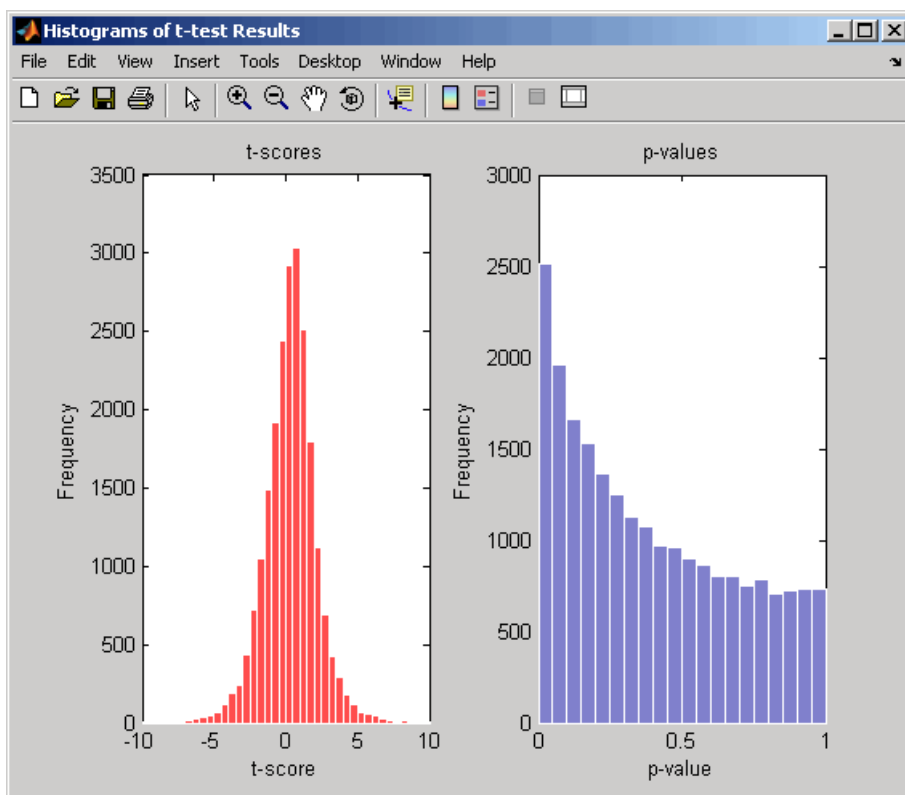 Histograms of t-test Results
File Edit View Insert Tools Desktop Window Help
t-scores
3500
3000
2500
2000
1500
1000
500
0
Frequency
-10 -5 0 5 10
t-score
p-values
3000
2500
2000
1500
1000
500
0
Frequency
0 0.5 1
p-value